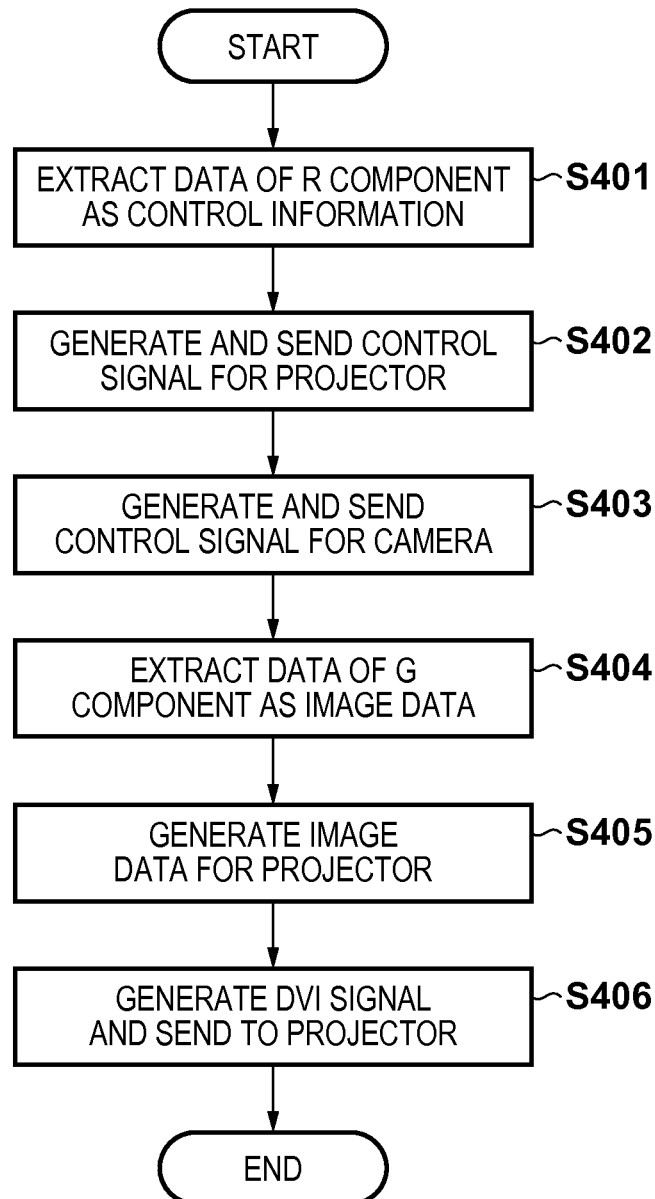 START
EXTRACT DATA OF R COMPONENT
AS CONTROL INFORMATION
S401
GENERATE AND SEND CONTROL
SIGNAL FOR PROJECTOR
S402
GENERATE AND SEND
CONTROL SIGNAL FOR CAMERA
S403
EXTRACT DATA OF G
COMPONENT AS IMAGE DATA
S404
GENERATE IMAGE
DATA FOR PROJECTOR
S405
GENERATE DVI SIGNAL
AND SEND TO PROJECTOR
S406
END